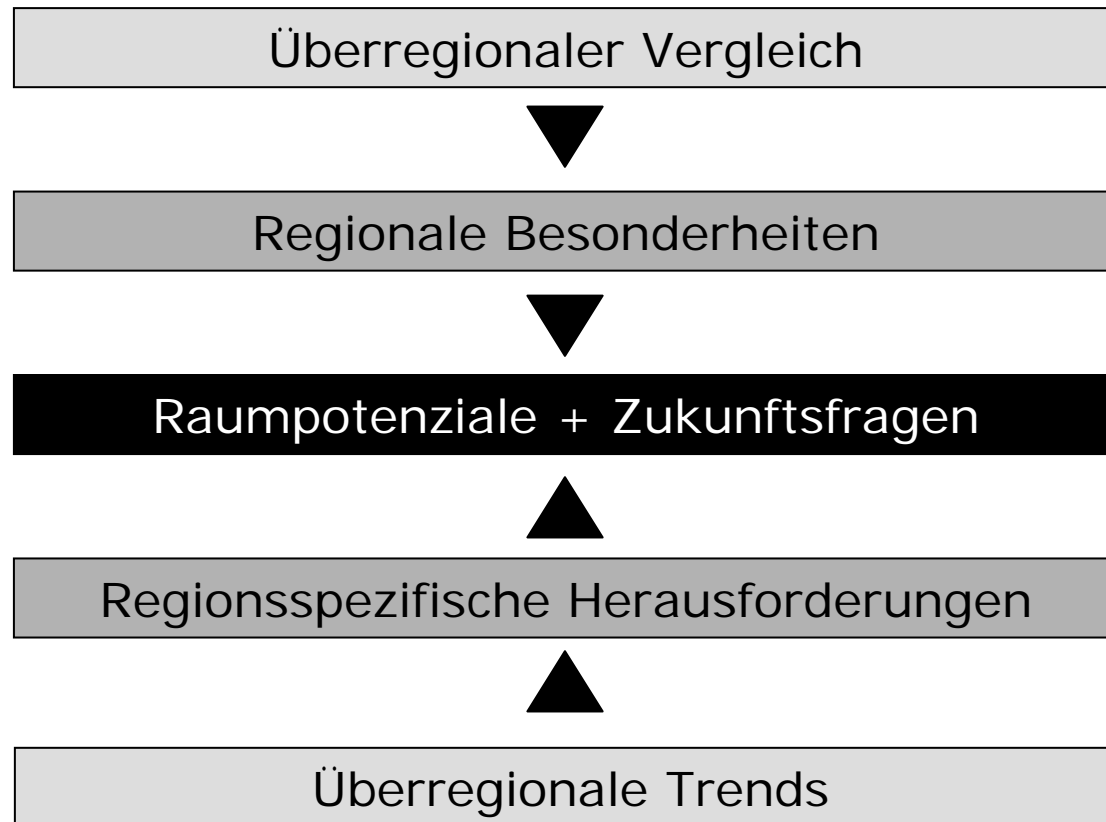 Überregionaler Vergleich
Regionale Besonderheiten
Raumpotenziale + Zukunftsfragen
Regionsspezifische Herausforderungen
Überregionale Trends